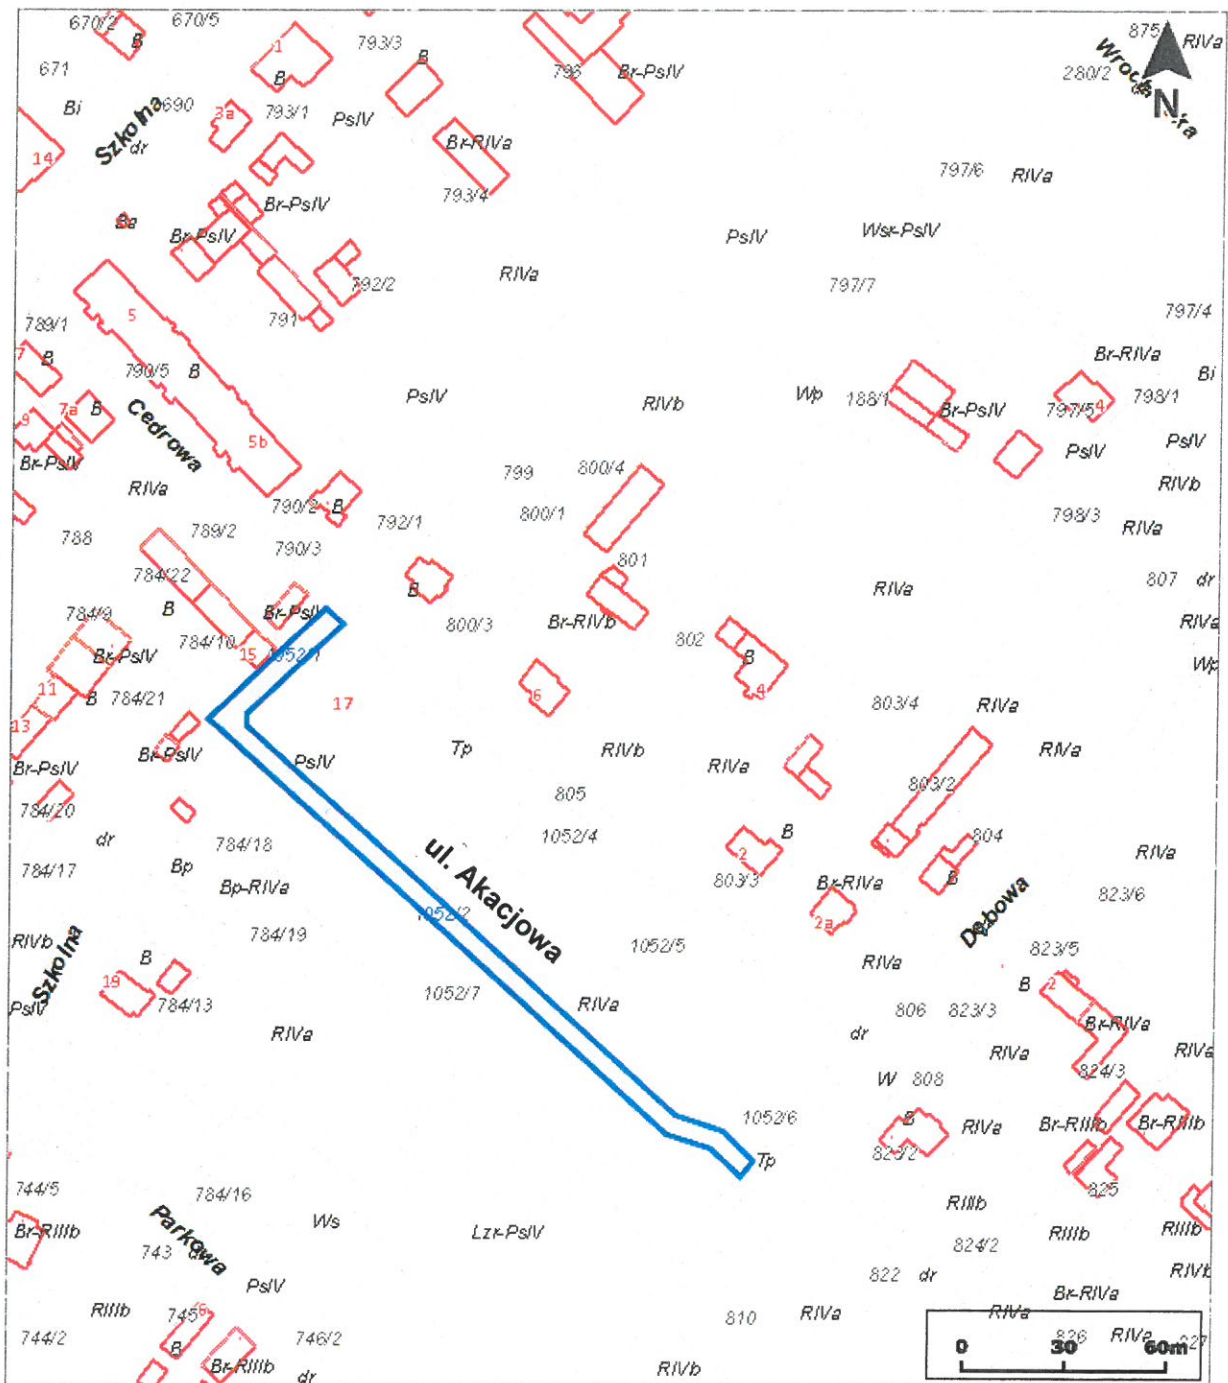 670/2
670/5
B
1
793/3
B
796
Br-PsIV
875
RIVa
280/2
N
671
Bi
Szkolna
690
dr
3a
B
793/1
PsIV
Br-RIVa
793/4
797/6
RIVa
14
Ba
Br-PsIV
Br-PsIV
792/2
RIVa
PsIV
Wsr-PsIV
797/7
797/4
789/1
5
791
790/5
B
7
B
7a
B
9
Cedrowa
5b
Br-PsIV
RIVa
PsIV
RIVb
Wp
188/1
Br-PsIV
Br-RIVa
Bi
797/5
4
798/1
PsIV
PsIV
RIVb
799
800/4
800/1
798/3
RIVa
788
789/2
790/2
B
790/3
792/1
801
807
dr
784/22
B
784/9
Br-PsIV
784/10
15
Br-PsIV
1052/1
B
800/3
Br-RIVb
802
B
4
RIVa
RIVa
Wp
11
B
784/21
13
17
6
803/4
RIVa
Br-PsIV
Br-PsIV
PsIV
Tp
RIVb
RIVa
RIVa
803/2
784/20
dr
784/18
805
1052/4
B
2
803/3
804
B
784/17
Bp
Bp-RIVa
ul. Akacjowa
Br-RIVa
2a
RIVa
823/6
RIVb
Szkolna
784/19
1052/2
1052/5
Dębowa
RIVa
823/5
B
19
784/13
PsIV
1052/7
RIVa
RIVa
B
2
Br-RIVa
806
823/3
dr
RIVa
RIVa
824/3
W
808
1052/6
B
RIVa
823/2
Br-RIIIb
Br-RIIIb
Tp
825
744/5
784/16
Ws
Lzr-PsIV
RIIIb
RIIIb
RIIIb
Br-RIIIb
Parkowa
743
824/2
PsIV
822
dr
RIVb
Br-RIVa
RIIIb
745
6
B
744/2
746/2
Br-RIIIb
dr
810
RIVa
RIVa
826
RIVa
RIVb
0
30
60m